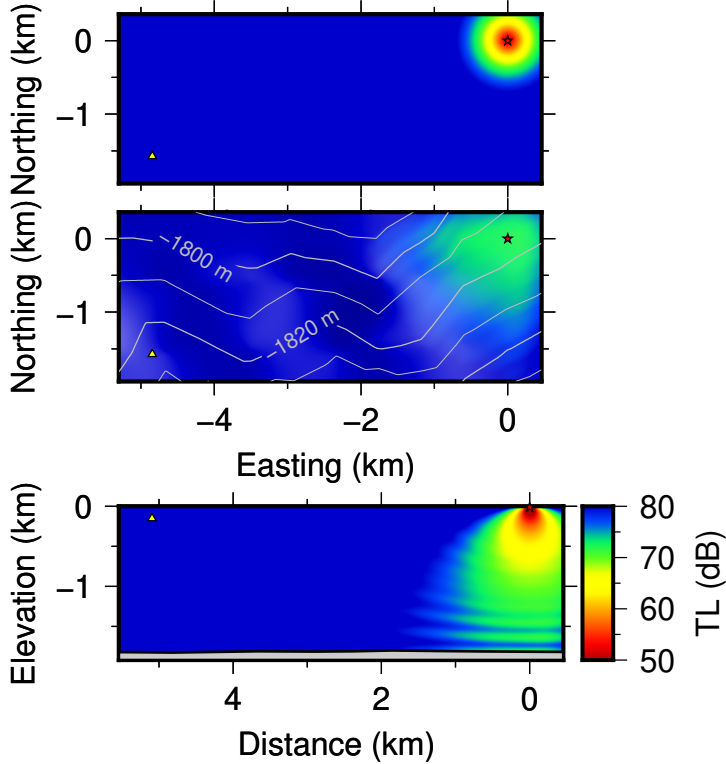 Northing (km)
0
−1
Northing (km)
0
−1
−1800 m
−1820 m
−4
−2
0
Easting (km)
Elevation (km)
0
−1
4
2
0
Distance (km)
80
70
60
50
TL (dB)